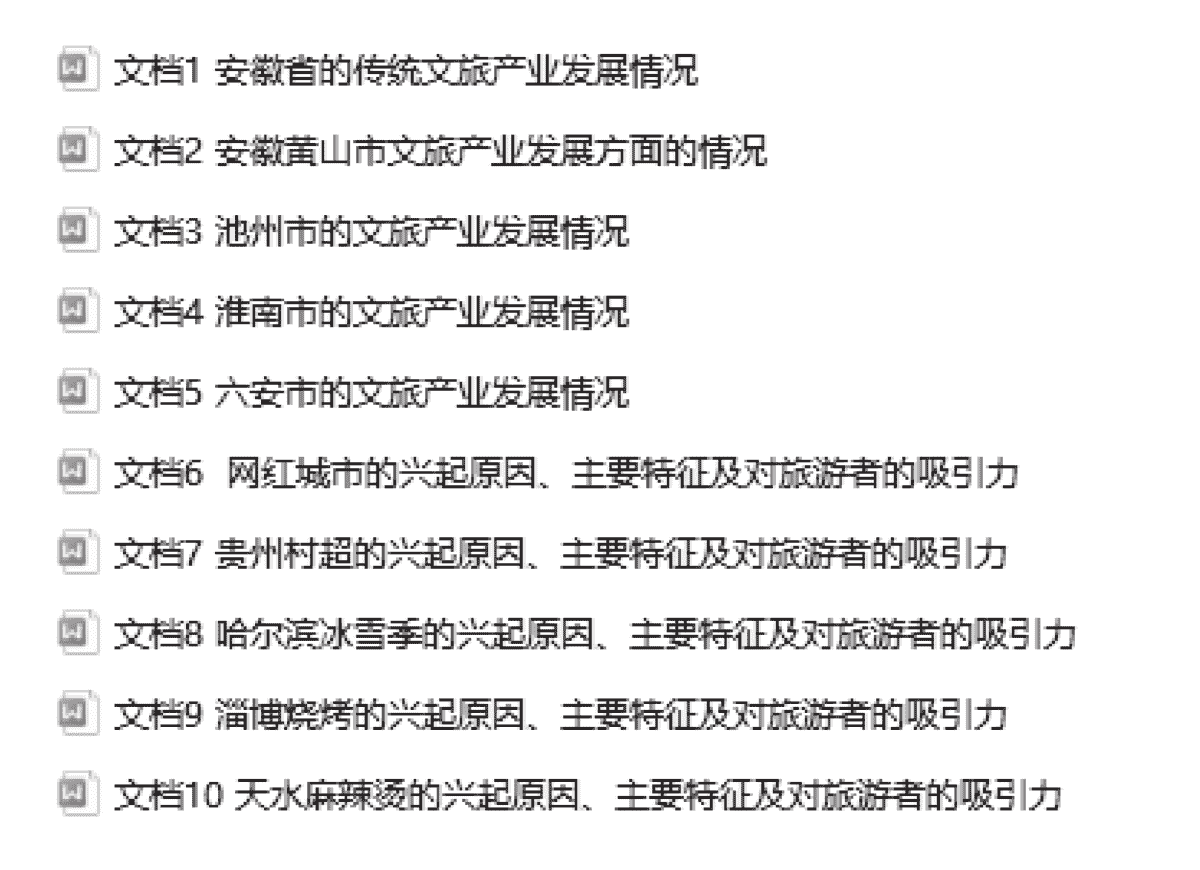 文档1 安徽省的传统文旅产业发展情况
文档2 安徽黄山市文旅产业发展方面的情况
文档3 池州市的文旅产业发展情况
文档4 淮南市的文旅产业发展情况
文档5 六安市的文旅产业发展情况
文档6 网红城市的兴起原因、主要特征及对旅游者的吸引力
文档7 贵州村超的兴起原因、主要特征及对旅游者的吸引力
文档8 哈尔滨冰雪季的兴起原因、主要特征及对旅游者的吸引力
文档9 淄博烧烤的兴起原因、主要特征及对旅游者的吸引力
文档10 天水麻辣烫的兴起原因、主要特征及对旅游者的吸引力